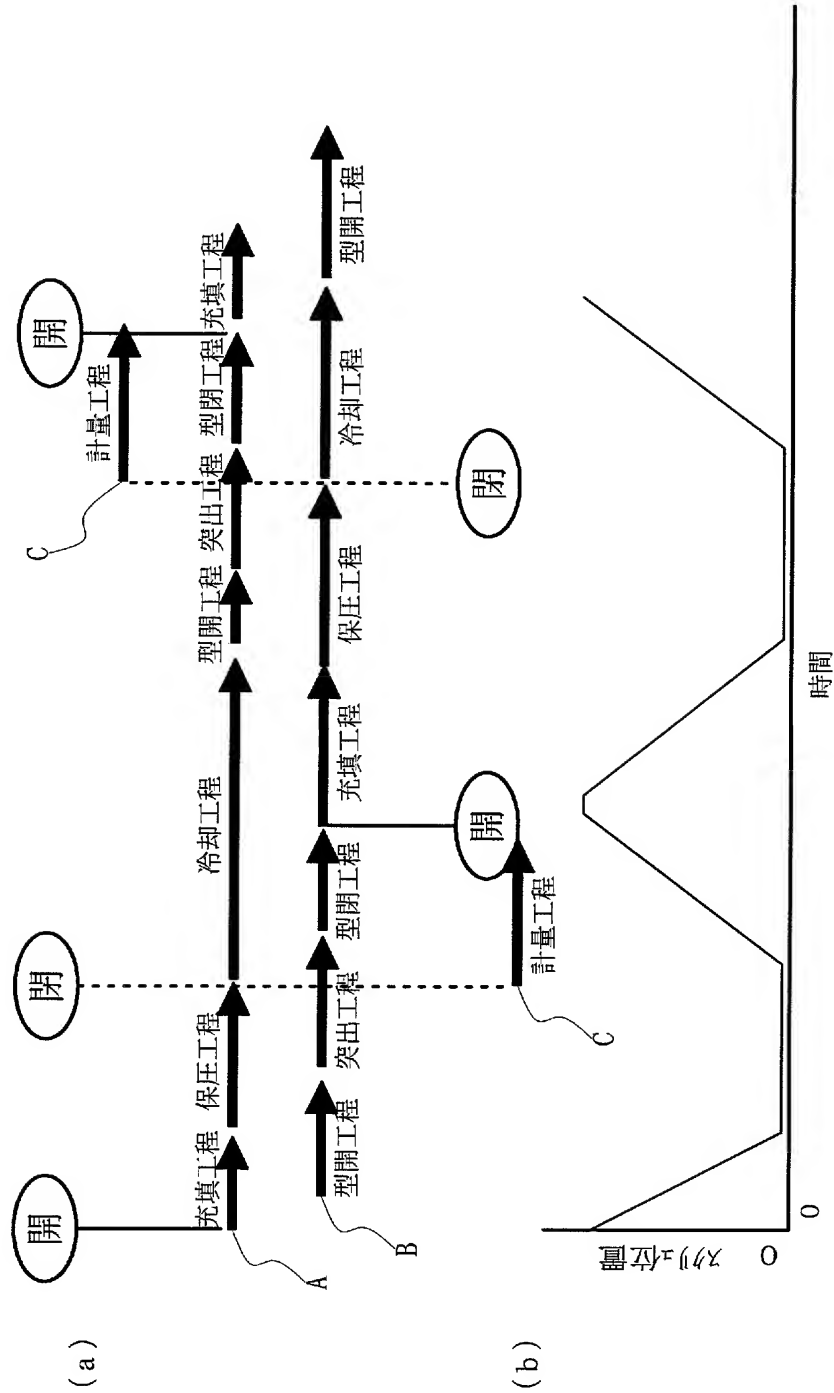 (a)
開
閉
計量工程
開
C
充填工程
保圧工程
冷却工程
型開工程
突出工程
型閉工程
充填工程
A
型開工程
突出工程
型閉工程
充填工程
保圧工程
冷却工程
型開工程
B
開
閉
計量工程
C
(b)
スクリュ位置
0
0
時間